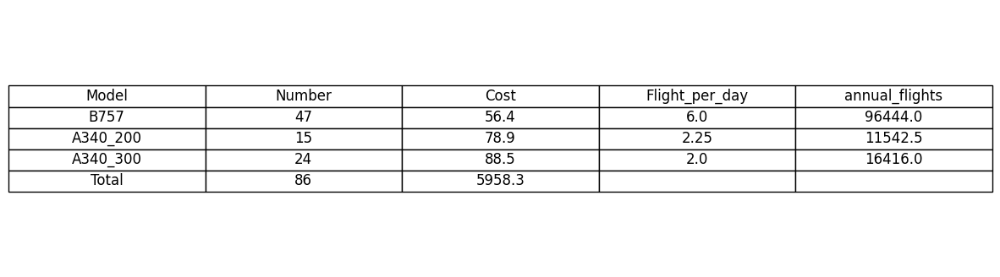 Model Number Cost Flight_per_day annual_flights
B757 47 56.4 6.0 96444.0
A340_200 15 78.9 2.25 11542.5
A340_300 24 88.5 2.0 16416.0
Total 86 5958.3